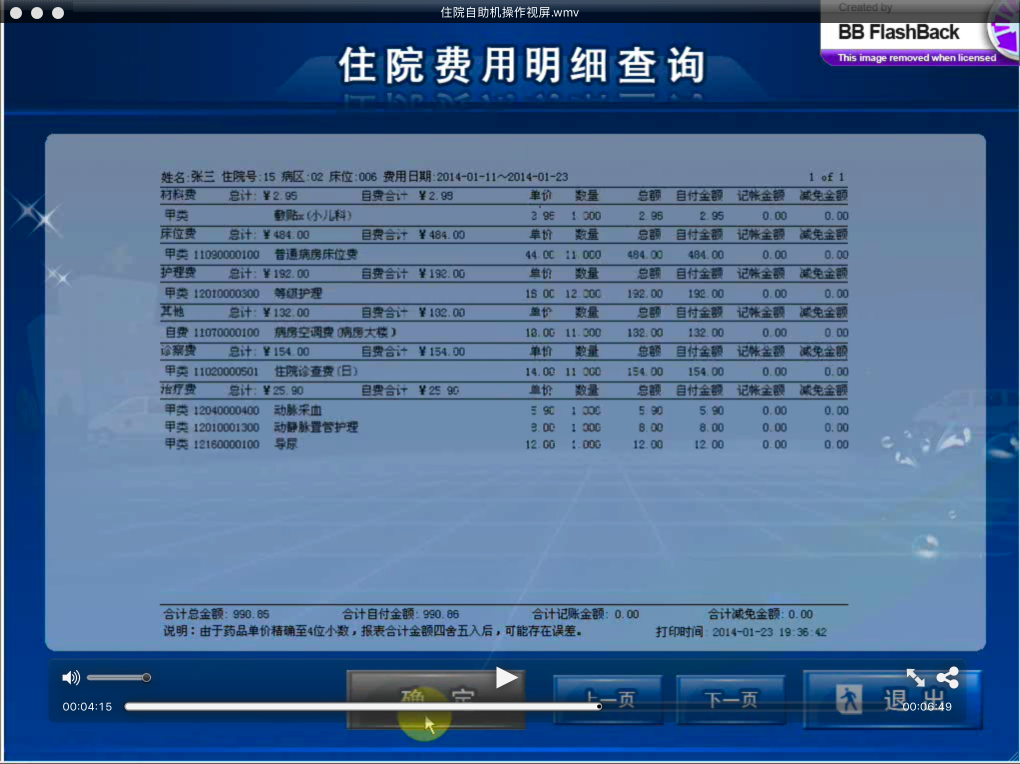 住院自助机操作视屏.wmv
Created by
BB FlashBack
This image removed when licensed
住院费用明细查询
姓名:张三 住院号:15 病区:02 床位:006 费用日期:2014-01-11~2014-01-23 1 of 1
材料费 总计: ¥2.95 自费合计 ¥2.95 单价 数量 总额 自付金额 记帐金额 减免金额
甲类 敷贴x(小儿科) 2.95 1.000 2.95 2.95 0.00 0.00
床位费 总计: ¥484.00 自费合计 ¥484.00 单价 数量 总额 自付金额 记帐金额 减免金额
甲类 11090000100 普通病房床位费 44.00 11.000 484.00 484.00 0.00 0.00
护理费 总计: ¥192.00 自费合计 ¥192.00 单价 数量 总额 自付金额 记帐金额 减免金额
甲类 12010000300 等级护理 16.00 12.000 192.00 192.00 0.00 0.00
其他 总计: ¥132.00 自费合计 ¥132.00 单价 数量 总额 自付金额 记帐金额 减免金额
自费 11070000100 病房空调费(病房大楼) 12.00 11.000 132.00 132.00 0.00 0.00
诊察费 总计: ¥154.00 自费合计 ¥154.00 单价 数量 总额 自付金额 记帐金额 减免金额
甲类 11020000501 住院诊查费(日) 14.00 11.000 154.00 154.00 0.00 0.00
治疗费 总计: ¥25.90 自费合计 ¥25.90 单价 数量 总额 自付金额 记帐金额 减免金额
甲类 12040000400 动脉采血 5.90 1.000 5.90 5.90 0.00 0.00
甲类 12010001300 动静脉置管护理 8.00 1.000 8.00 8.00 0.00 0.00
甲类 12160000100 导尿 12.00 1.000 12.00 12.00 0.00 0.00
合计总金额: 990.85 合计自付金额: 990.86 合计记账金额: 0.00 合计减免金额: 0.00
说明：由于药品单价精确至4位小数，报表合计金额四舍五入后，可能存在误差。 打印时间: 2014-01-23 19:36:42
确 定 上一页 下一页 退 出
00:04:15 00:06:49